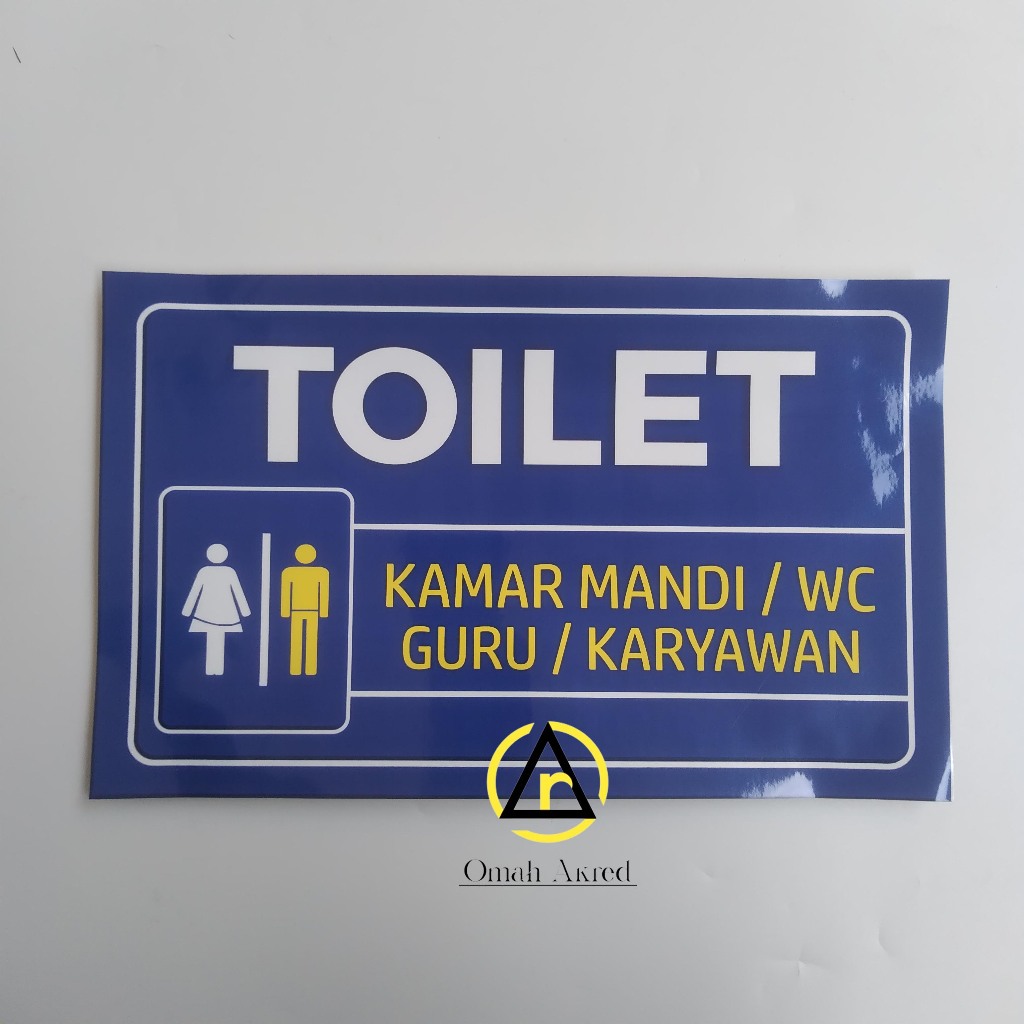 TOILET
KAMAR MANDI / WC
GURU / KARYAWAN
r
Omah Akred